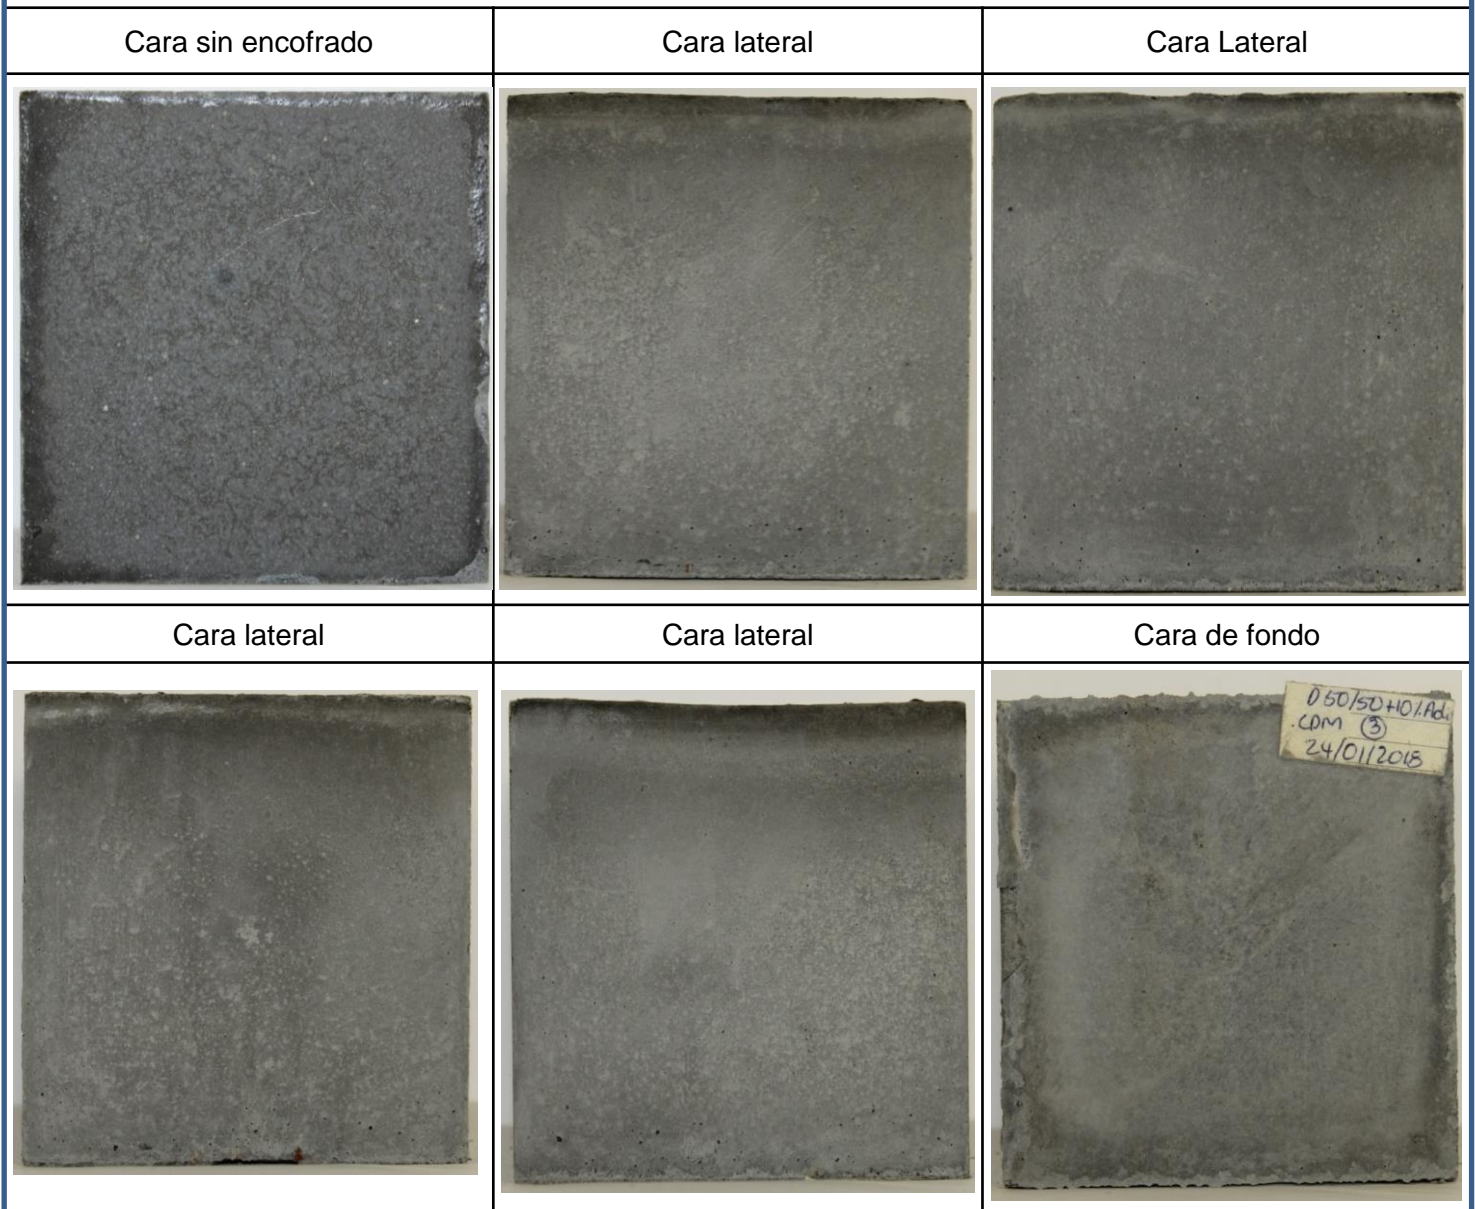 Cara sin encofrado
Cara lateral
Cara Lateral
Cara lateral
Cara lateral
Cara de fondo
D 50/50+10%Ad.
CDM ③
24/01/2018